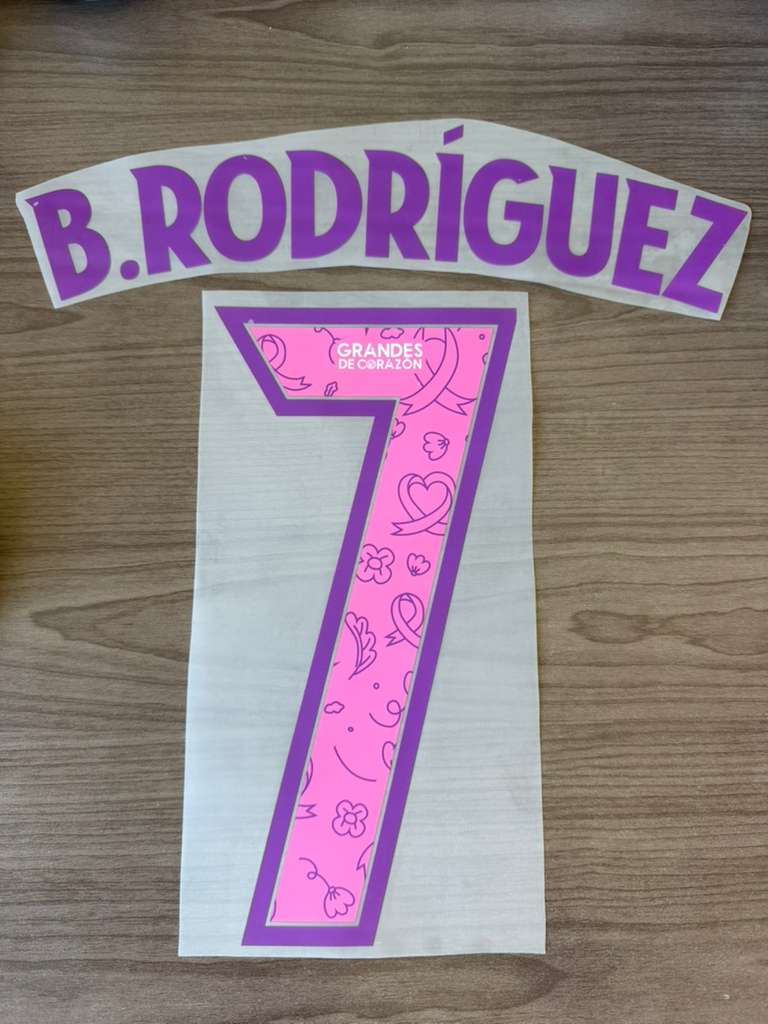 B.RODRÍGUEZ
7
GRANDES
DE CORAZÓN